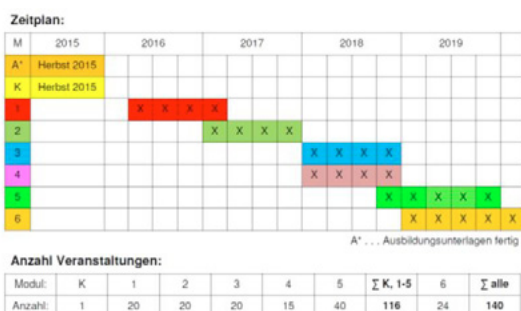 Zeitplan:
M 2015 2016 2017 2018 2019
A* Herbst 2015
K Herbst 2015
1 X X X X
2 X X X X
3 X X X X
4 X X X X
5 X X X X X
6 X X X X X
A* . . . Ausbildungsunterlagen fertig
Anzahl Veranstaltungen:
Modul: K 1 2 3 4 5 ∑ K, 1-5 6 ∑ alle
Anzahl: 1 20 20 20 15 40 116 24 140